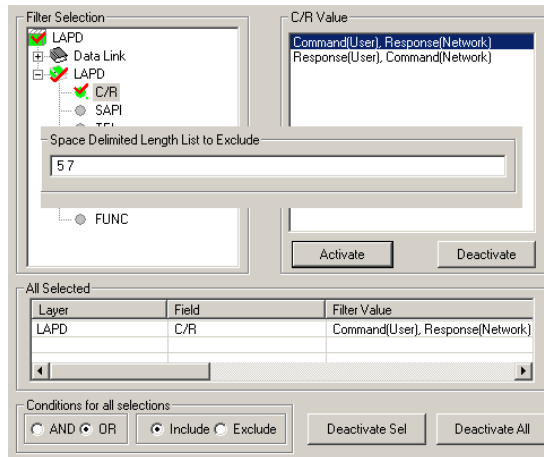 Filter Selection
LAPD
Data Link
LAPD
C/R
SAPI
Space Delimited Length List to Exclude
5 7
FUNC
C/R Value
Command(User), Response(Network)
Response(User), Command(Network)
Activate
Deactivate
All Selected
Layer Field Filter Value
LAPD C/R Command(User), Response(Network)
Conditions for all selections
AND OR Include Exclude
Deactivate Sel
Deactivate All